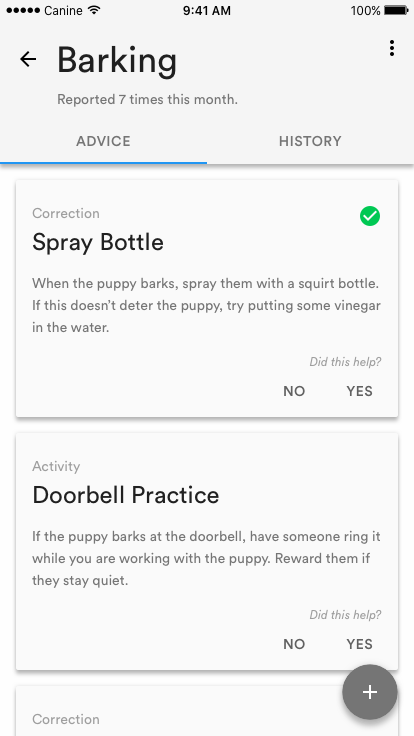 Canine 9:41 AM 100%
Barking
Reported 7 times this month.
ADVICE HISTORY
Correction
Spray Bottle
When the puppy barks, spray them with a squirt bottle.
If this doesn’t deter the puppy, try putting some vinegar
in the water.
Did this help?
NO YES
Activity
Doorbell Practice
If the puppy barks at the doorbell, have someone ring it
while you are working with the puppy. Reward them if
they stay quiet.
Did this help?
NO YES
Correction